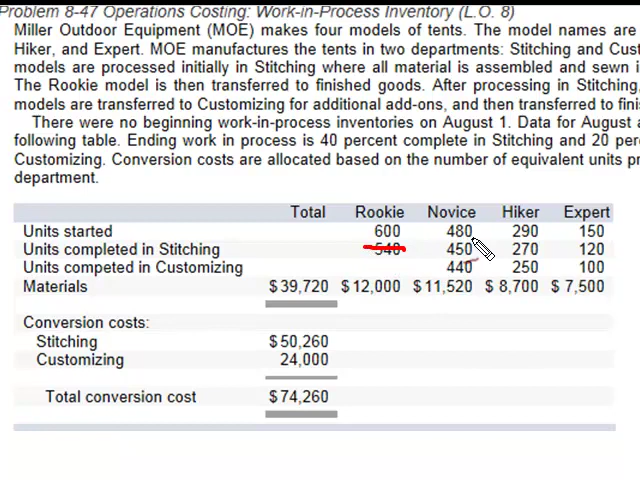 Problem 8-47 Operations Costing: Work-in-Process Inventory (L.O. 8)
Miller Outdoor Equipment (MOE) makes four models of tents. The model names are
Hiker, and Expert. MOE manufactures the tents in two departments: Stitching and Cust
models are processed initially in Stitching where all material is assembled and sewn i
The Rookie model is then transferred to finished goods. After processing in Stitching,
models are transferred to Customizing for additional add-ons, and then transferred to fini
There were no beginning work-in-process inventories on August 1. Data for August a
following table. Ending work in process is 40 percent complete in Stitching and 20 per
Customizing. Conversion costs are allocated based on the number of equivalent units p
department.
Total Rookie Novice Hiker Expert
Units started 600 480 290 150
Units completed in Stitching 540 450 270 120
Units competed in Customizing 440 250 100
Materials $39,720 $12,000 $11,520 $8,700 $7,500
Conversion costs:
Stitching $50,260
Customizing 24,000
Total conversion cost $74,260